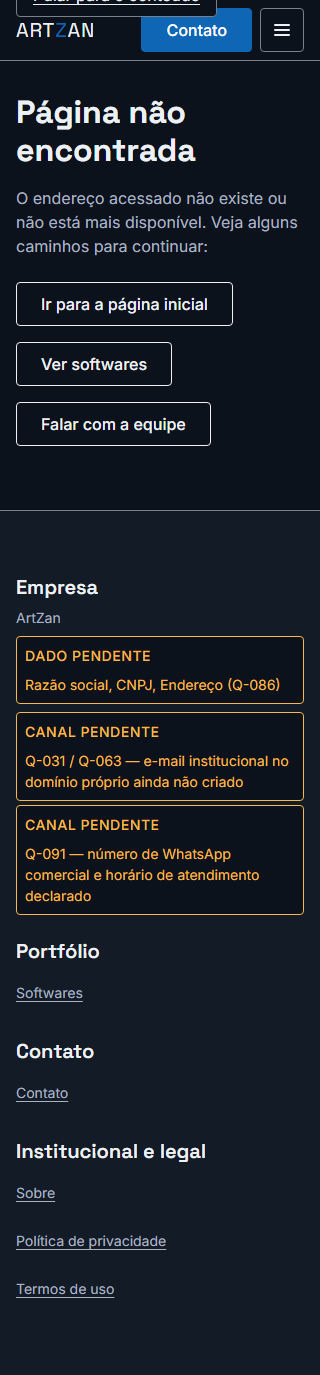 ARTZAN
Contato
Página não
encontrada
O endereço acessado não existe ou
não está mais disponível. Veja alguns
caminhos para continuar:
Ir para a página inicial
Ver softwares
Falar com a equipe
Empresa
ArtZan
DADO PENDENTE
Razão social, CNPJ, Endereço (Q-086)
CANAL PENDENTE
Q-031 / Q-063 — e-mail institucional no
domínio próprio ainda não criado
CANAL PENDENTE
Q-091 — número de WhatsApp
comercial e horário de atendimento
declarado
Portfólio
Softwares
Contato
Contato
Institucional e legal
Sobre
Política de privacidade
Termos de uso